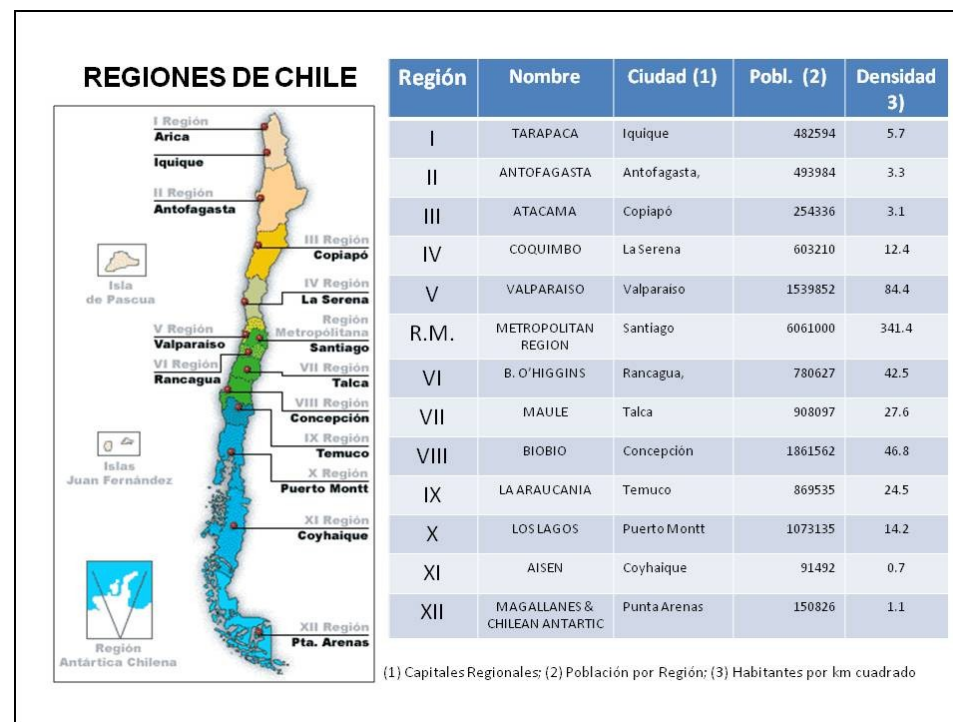 REGIONES DE CHILE
I Región
Arica
Iquique
II Región
Antofagasta
III Región
Copiapó
Isla
de Pascua
IV Región
La Serena
Región
Metropólitana
Santiago
V Región
Valparaíso
VI Región
Rancagua
VII Región
Talca
VIII Región
Concepción
IX Región
Temuco
Islas
Juan Fernández
X Región
Puerto Montt
XI Región
Coyhaique
XII Región
Pta. Arenas
Región
Antártica Chilena
Región Nombre Ciudad (1) Pobl. (2) Densidad
3)
I TARAPACA Iquique 482594 5.7
II ANTOFAGASTA Antofagasta, 493984 3.3
III ATACAMA Copiapó 254336 3.1
IV COQUIMBO La Serena 603210 12.4
V VALPARAISO Valparaiso 1539852 84.4
R.M. METROPOLITAN
REGION Santiago 6061000 341.4
VI B. O'HIGGINS Rancagua, 780627 42.5
VII MAULE Talca 908097 27.6
VIII BIOBIO Concepción 1861562 46.8
IX LA ARAUCANIA Temuco 869535 24.5
X LOS LAGOS Puerto Montt 1073135 14.2
XI AISEN Coyhaique 91492 0.7
XII MAGALLANES &
CHILEAN ANTARTIC Punta Arenas 150826 1.1
(1) Capitales Regionales; (2) Población por Región; (3) Habitantes por km cuadrado